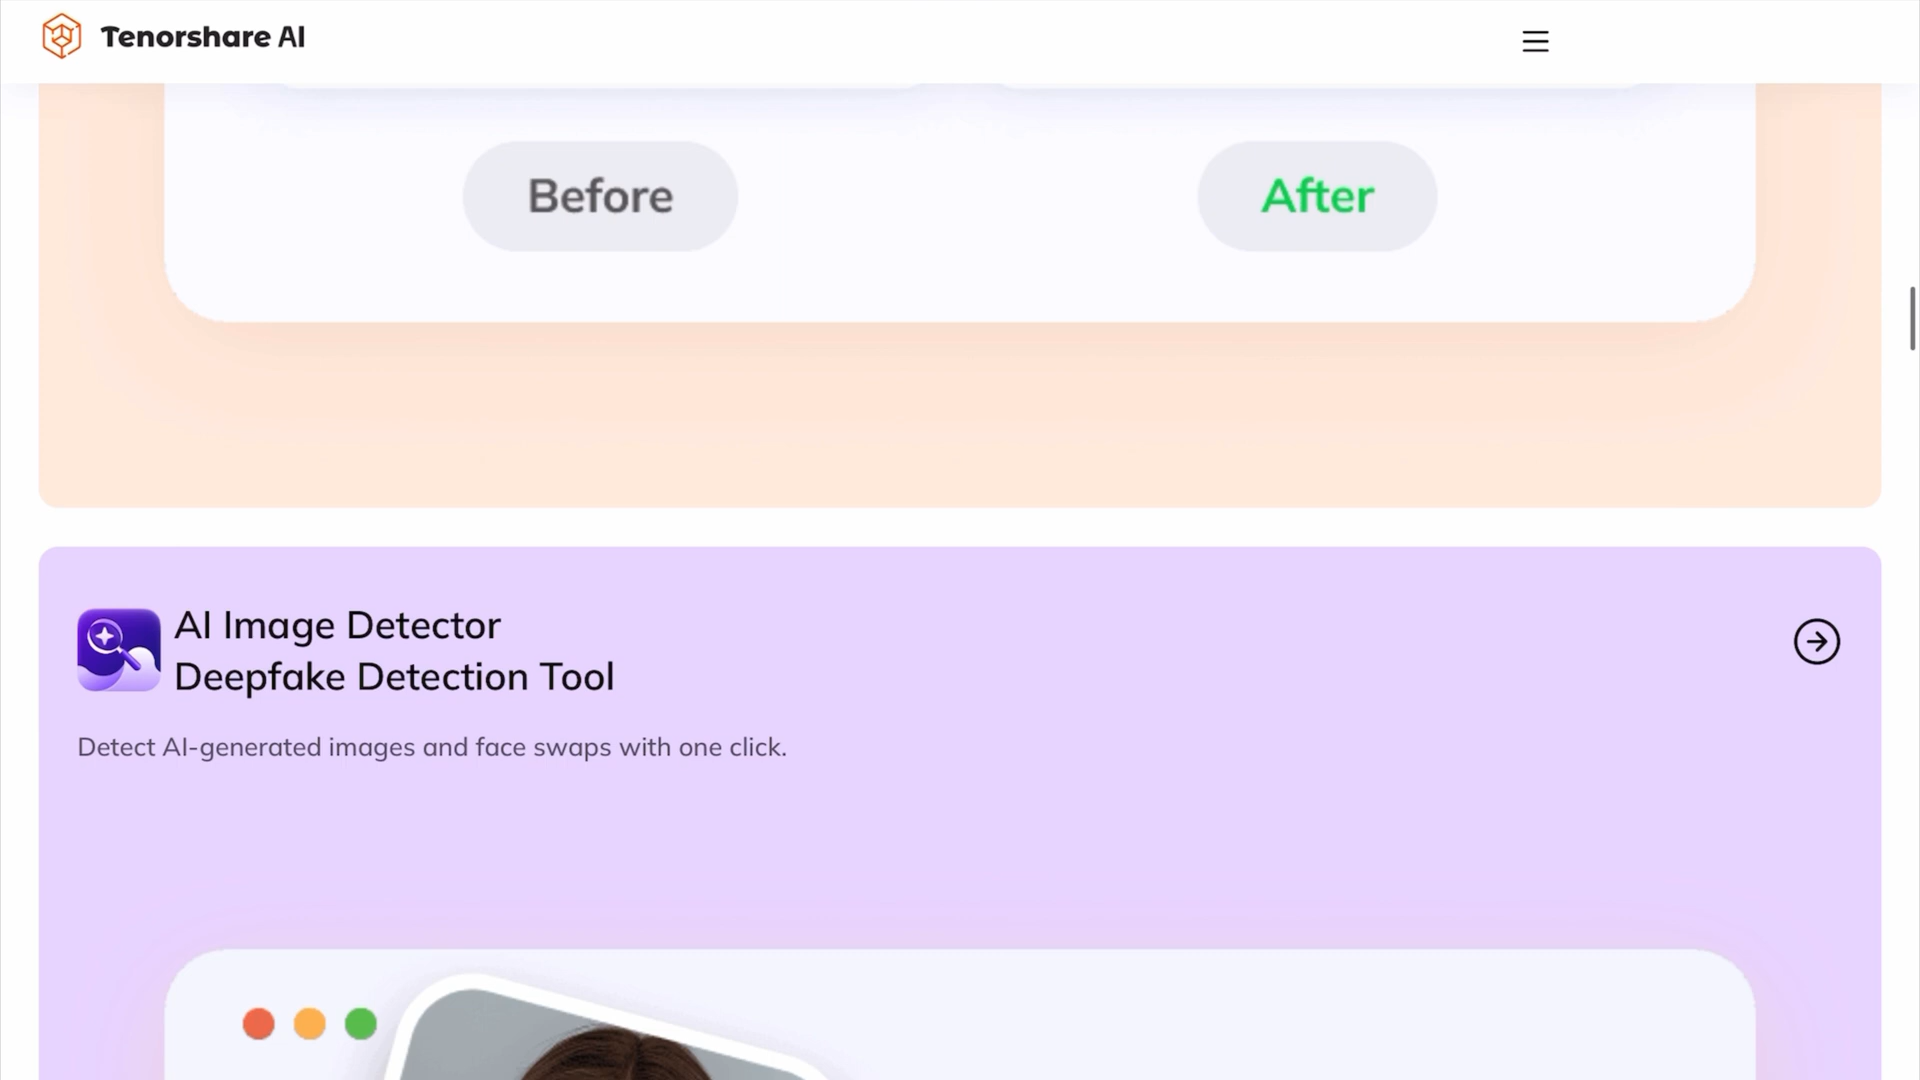 Tenorshare AI
Before
After
AI Image Detector
Deepfake Detection Tool
Detect AI-generated images and face swaps with one click.